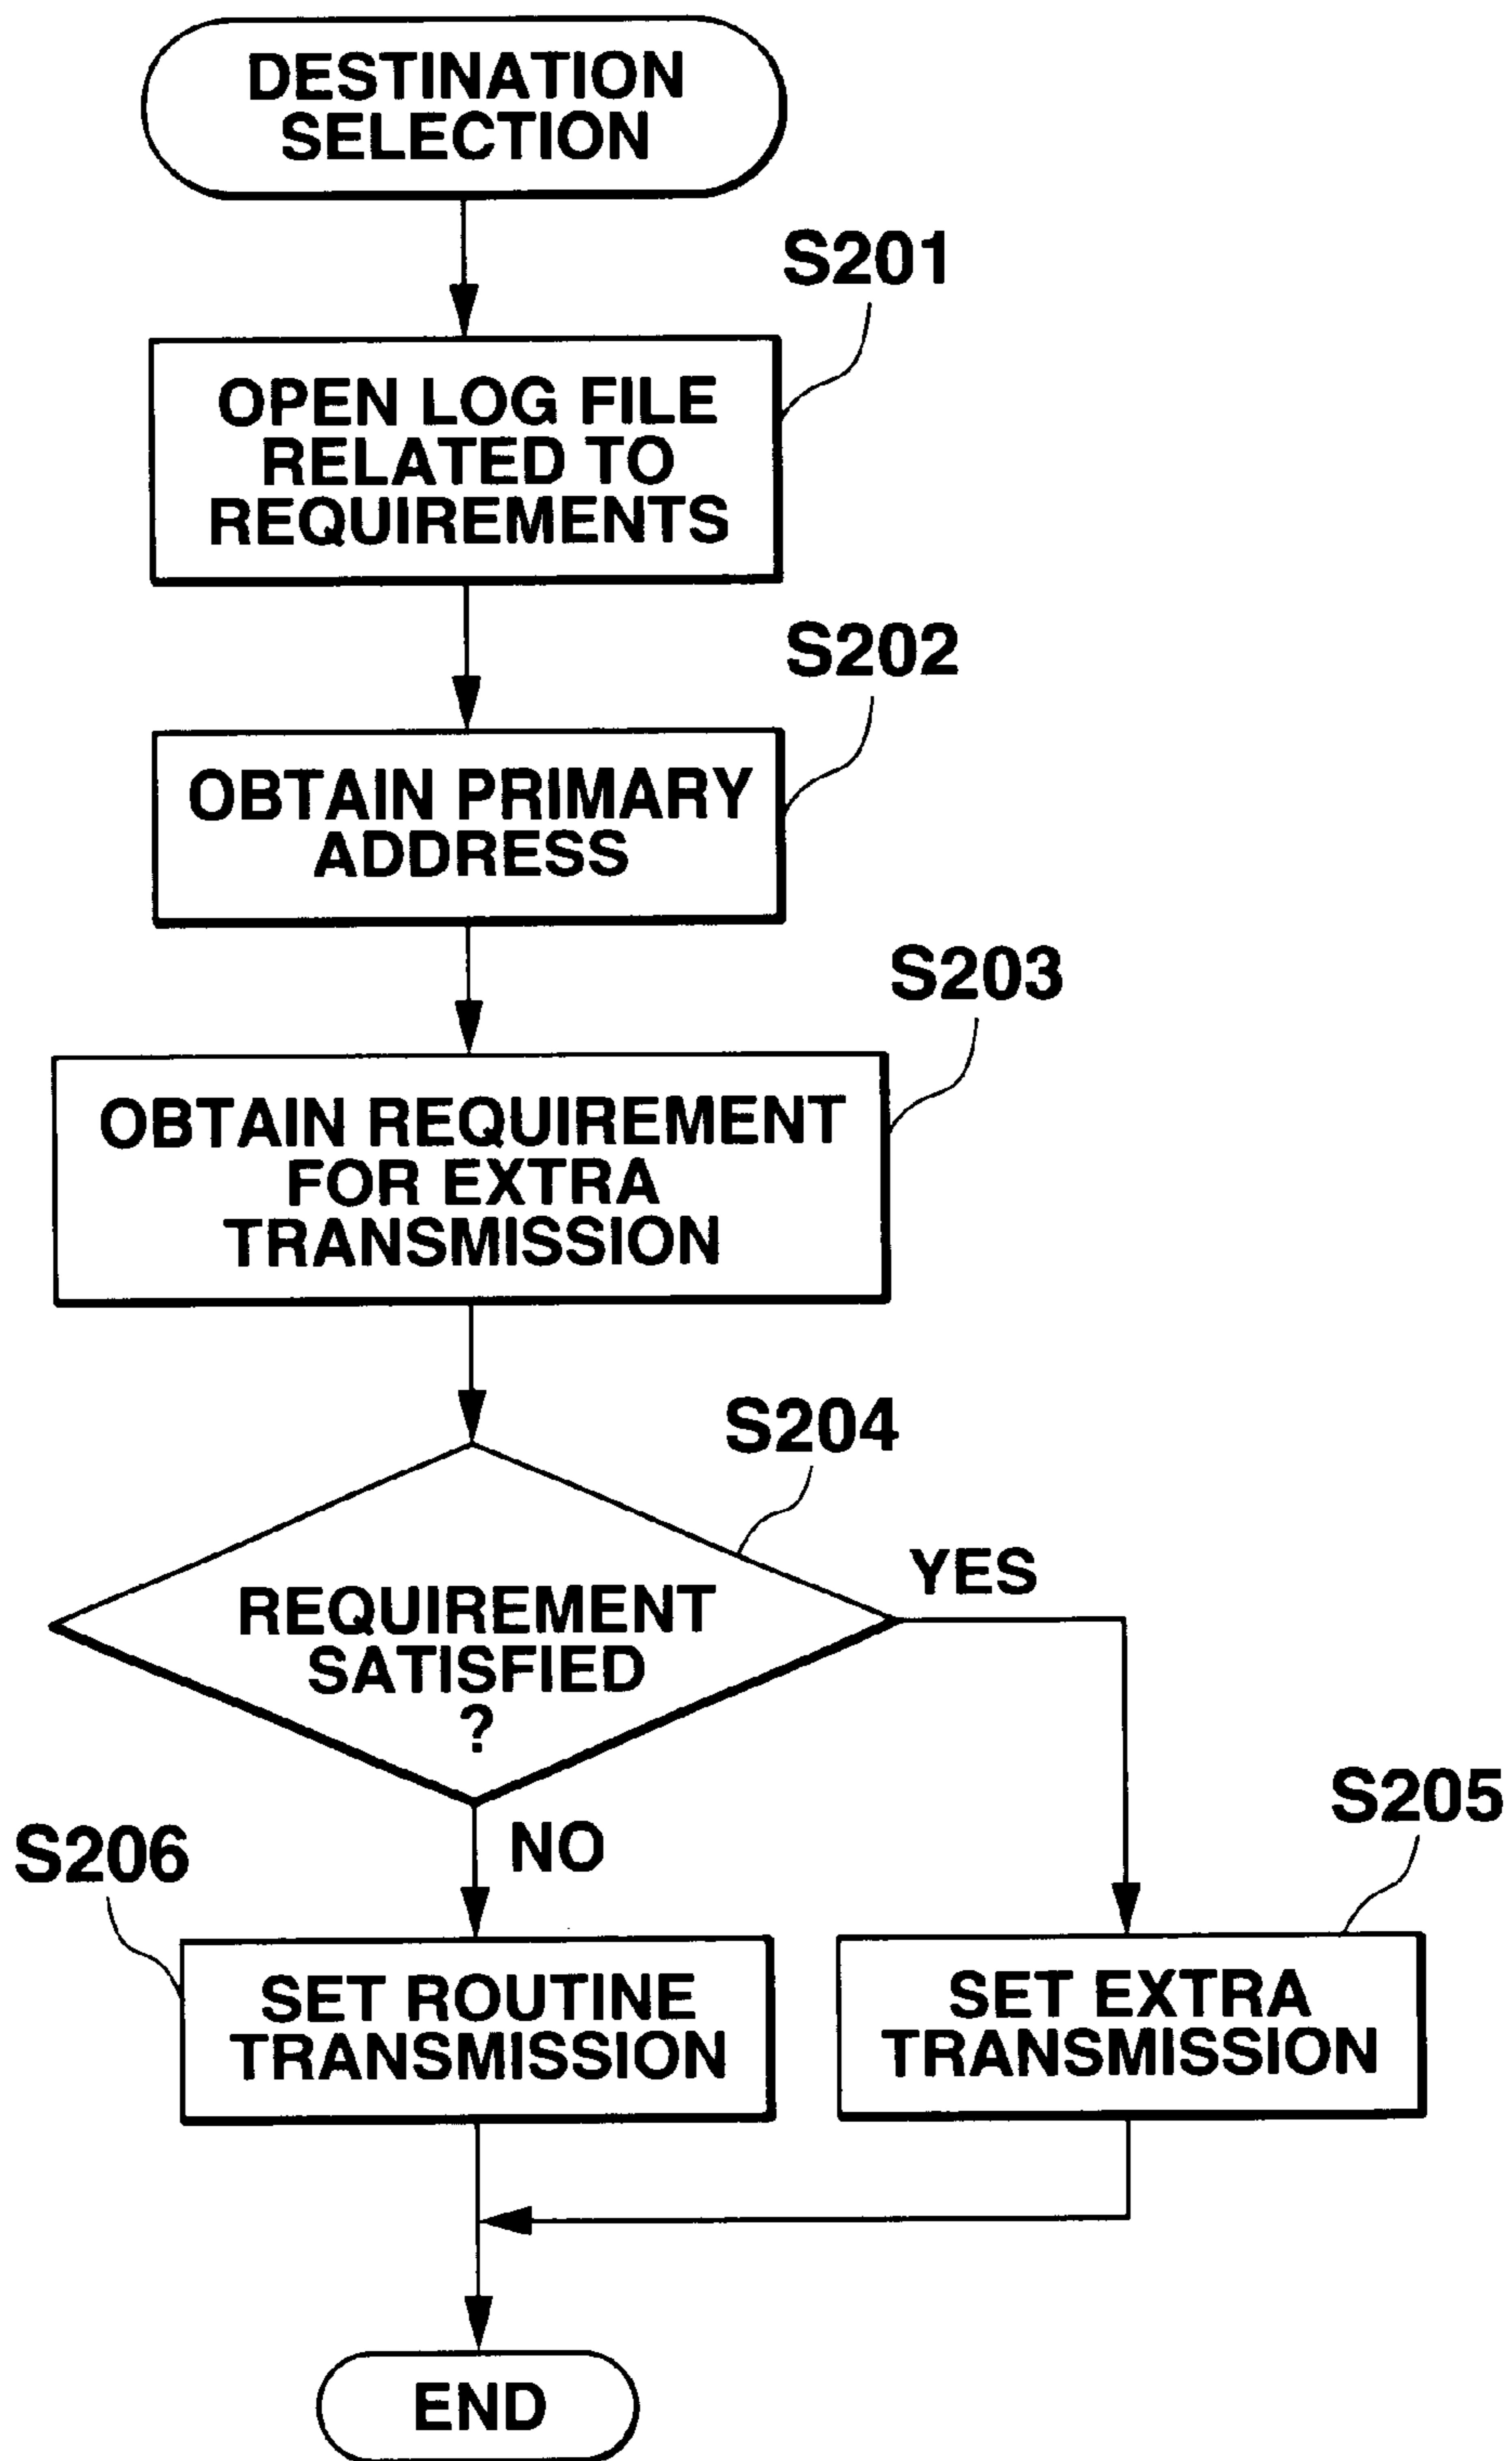 DESTINATION
SELECTION
S201
OPEN LOG FILE
RELATED TO
REQUIREMENTS
S202
OBTAIN PRIMARY
ADDRESS
S203
OBTAIN REQUIREMENT
FOR EXTRA
TRANSMISSION
S204
REQUIREMENT
SATISFIED
?
YES
NO
S206
SET ROUTINE
TRANSMISSION
S205
SET EXTRA
TRANSMISSION
END